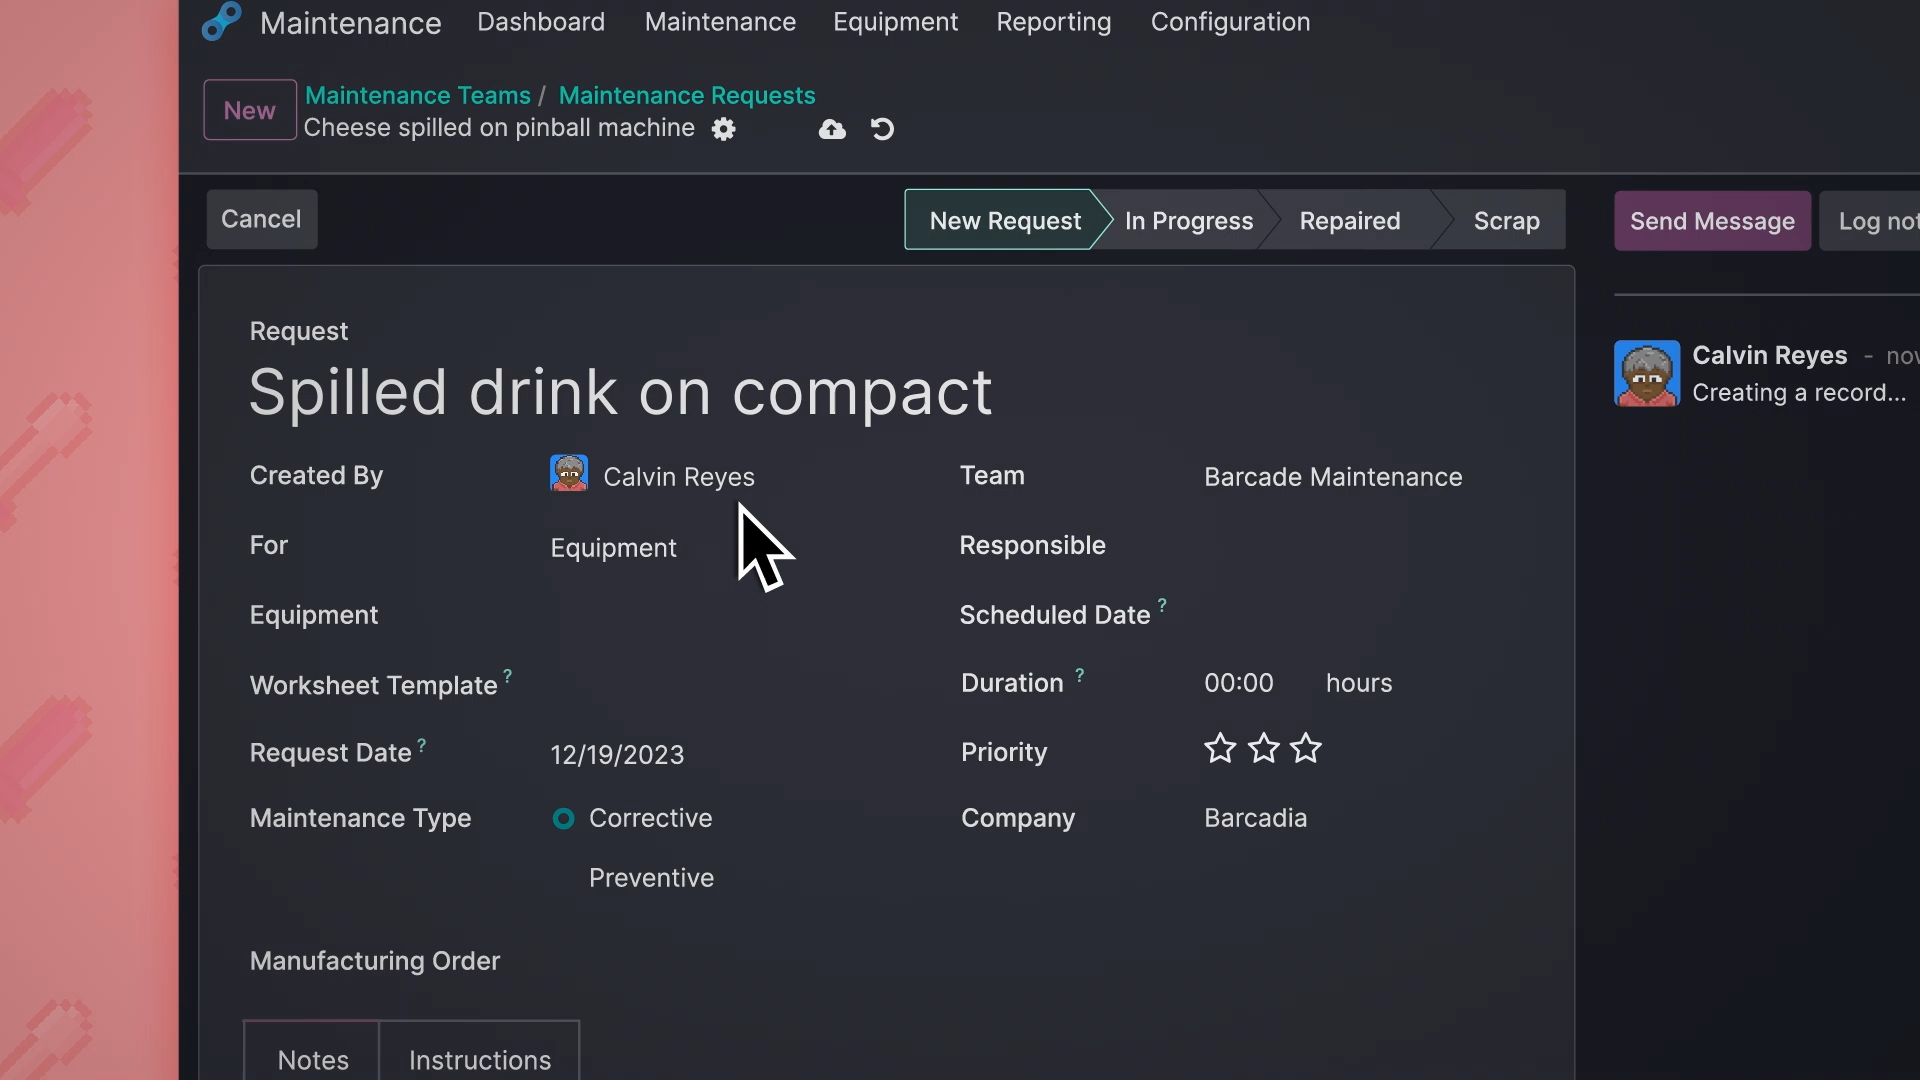 Maintenance Dashboard Maintenance Equipment Reporting Configuration
New
Maintenance Teams / Maintenance Requests
Cheese spilled on pinball machine
Cancel
New Request In Progress Repaired Scrap
Send Message
Log not
Request
Spilled drink on compact
Created By Calvin Reyes
Team Barcade Maintenance
For Equipment
Responsible
Equipment
Scheduled Date ?
Worksheet Template ?
Duration ? 00:00 hours
Request Date ? 12/19/2023
Priority
Maintenance Type Corrective
Preventive
Company Barcadia
Manufacturing Order
Notes Instructions
Calvin Reyes - nov
Creating a record...